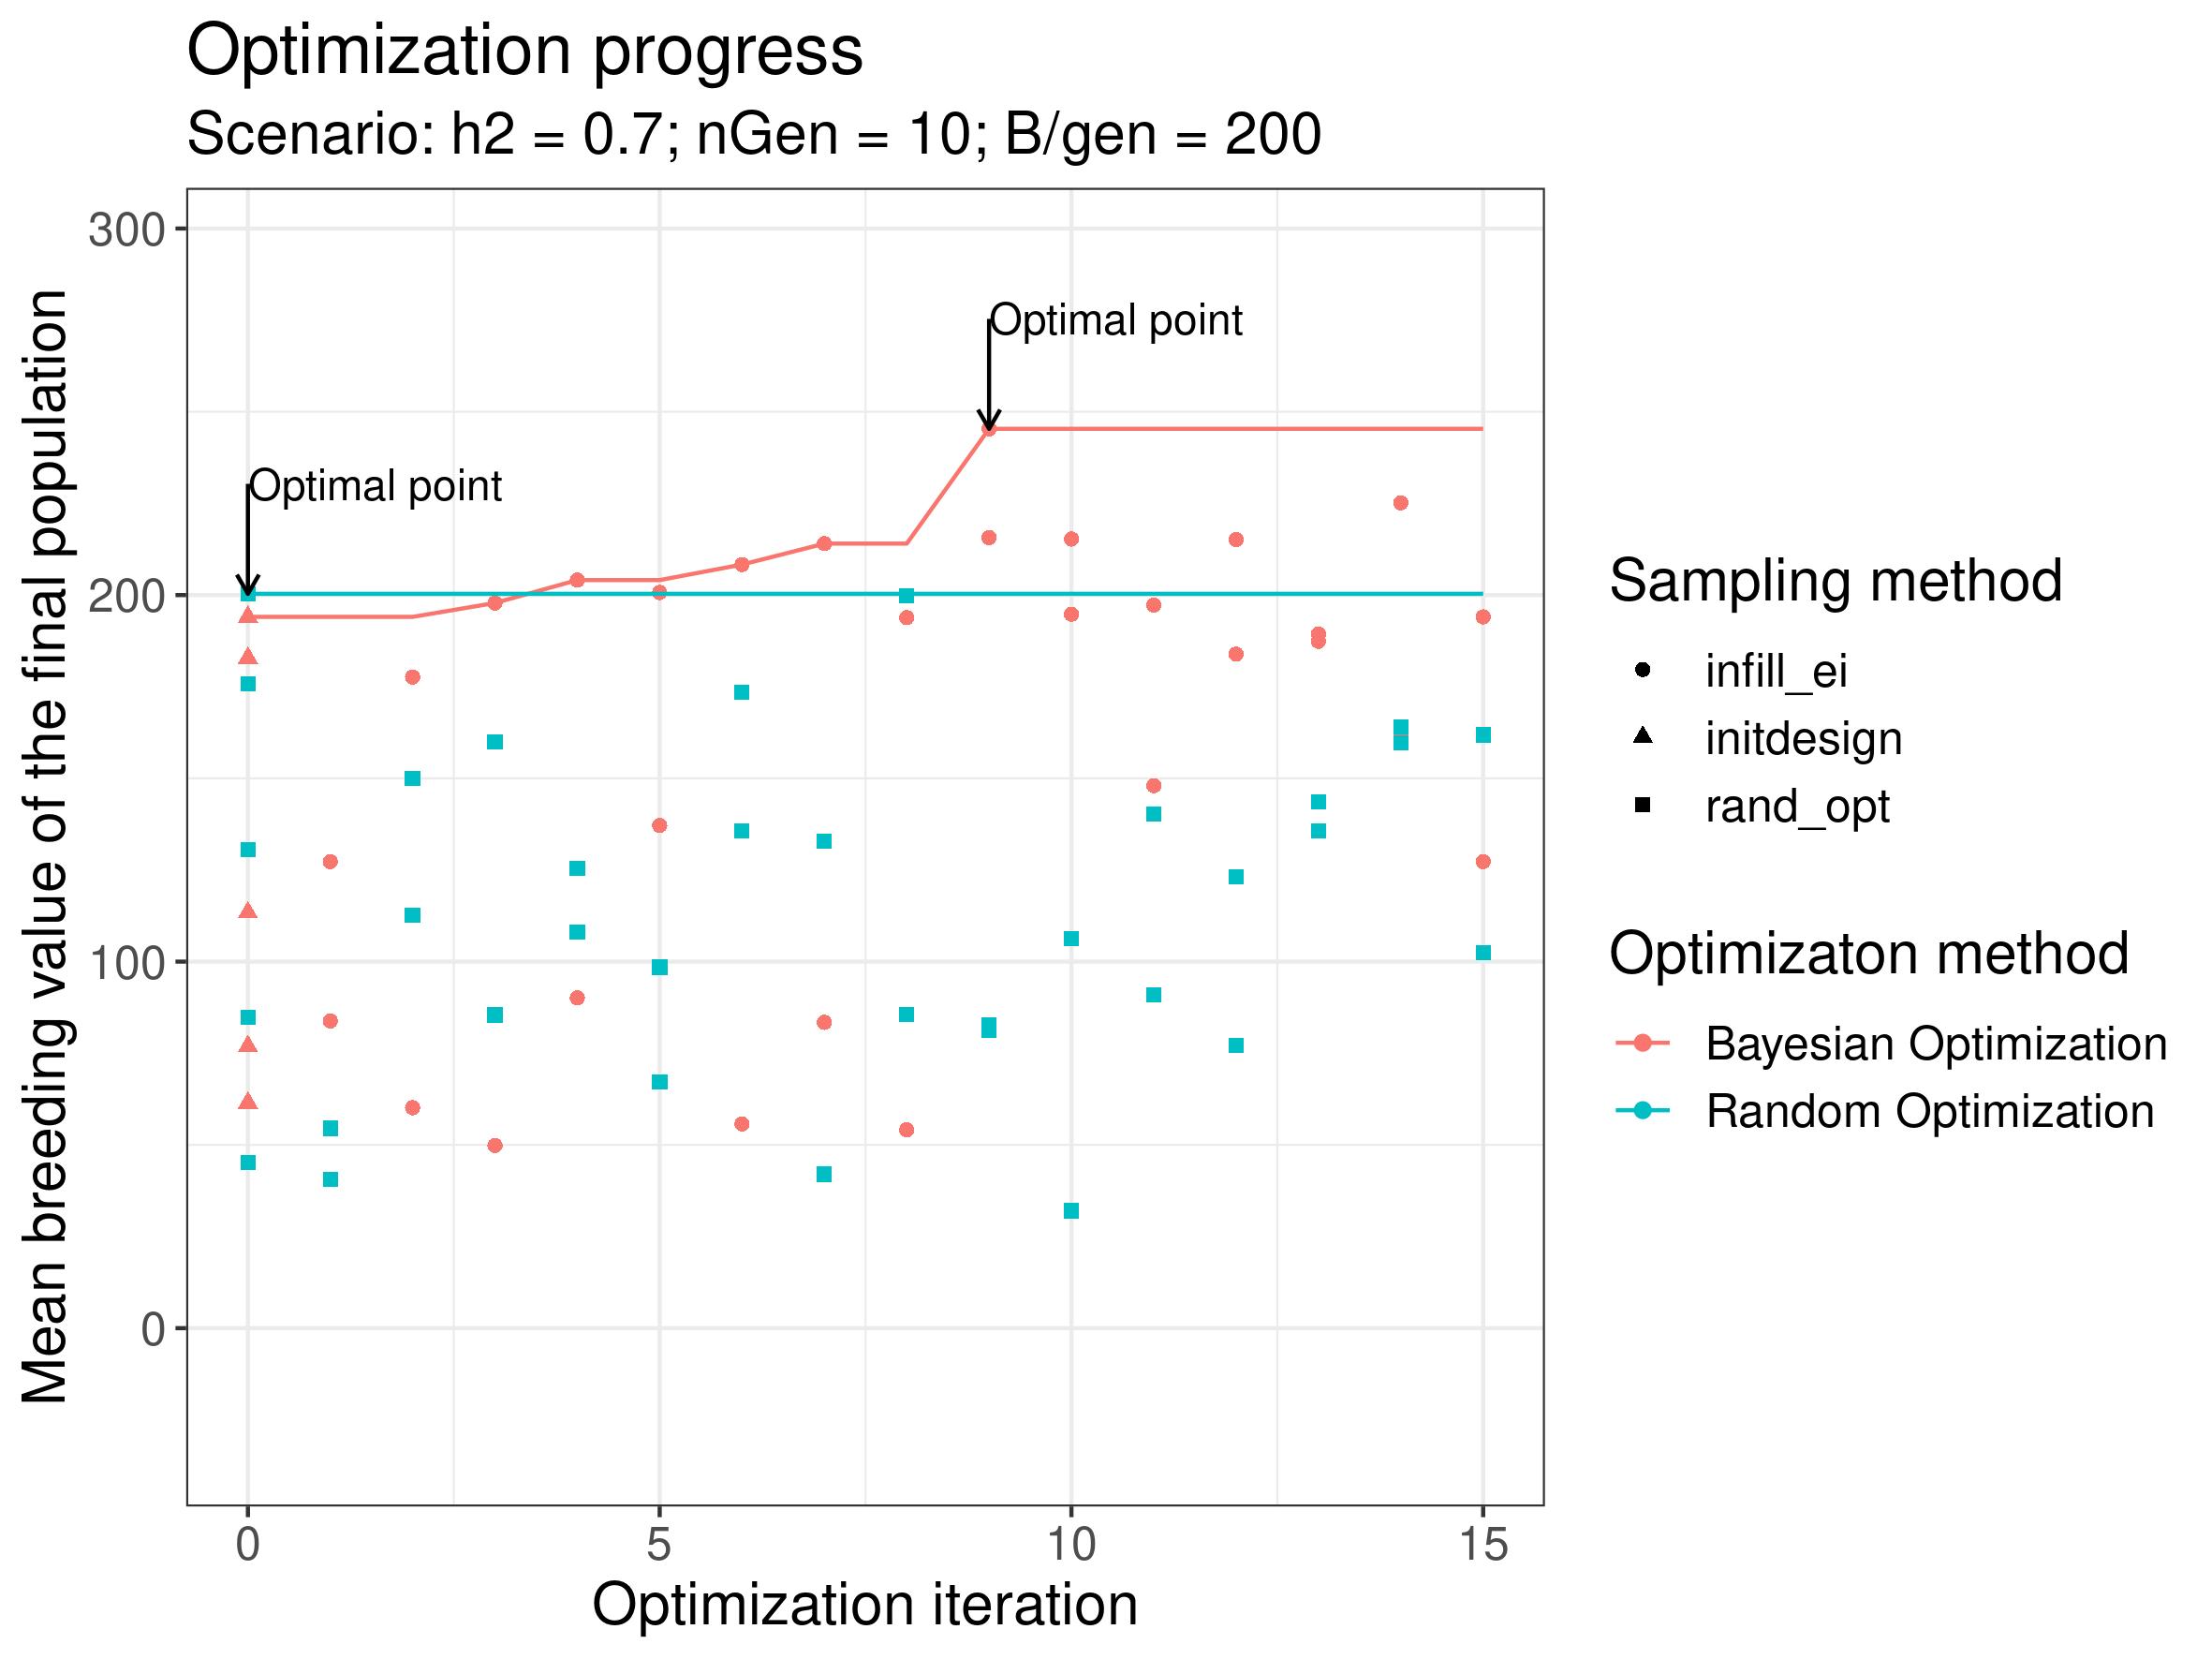 Optimization progress
Scenario: h2 = 0.7; nGen = 10; B/gen = 200
Mean breeding value of the final population
300
200
100
0
Optimal point
Optimal point
0 5 10 15
Optimization iteration
Sampling method
infill_ei
initdesign
rand_opt
Optimizaton method
Bayesian Optimization
Random Optimization